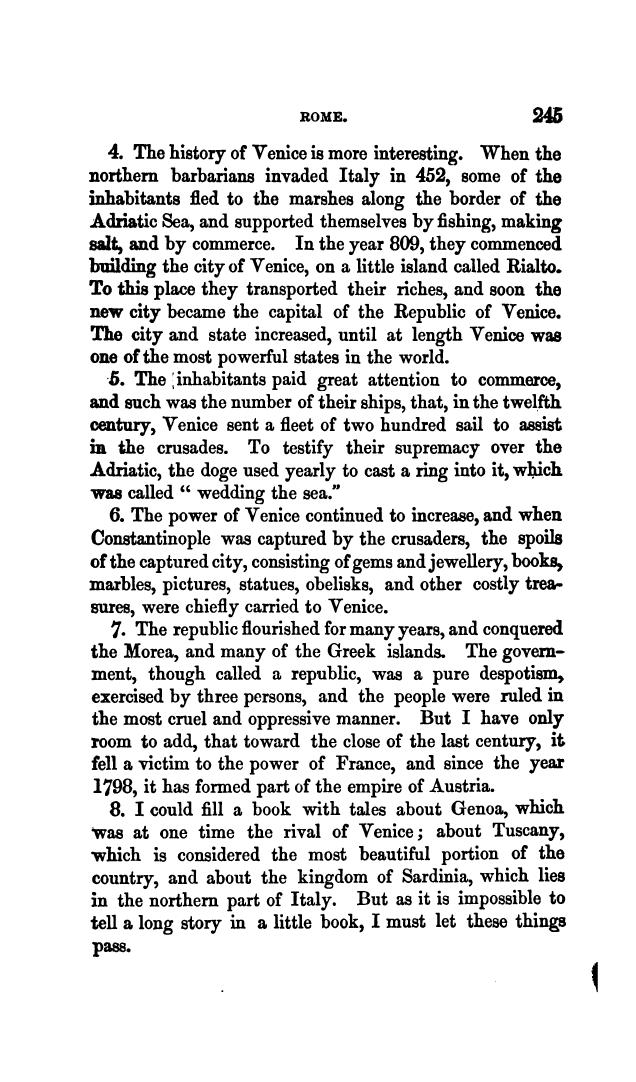 ROME. 245
4. The history of Venice is more interesting. When the
northern barbarians invaded Italy in 452, some of the
inhabitants fled to the marshes along the border of the
Adriatic Sea, and supported themselves by fishing, making
salt, and by commerce. In the year 809, they commenced
building the city of Venice, on a little island called Rialto.
To this place they transported their riches, and soon the
new city became the capital of the Republic of Venice.
The city and state increased, until at length Venice was
one of the most powerful states in the world.
5. The inhabitants paid great attention to commerce,
and such was the number of their ships, that, in the twelfth
century, Venice sent a fleet of two hundred sail to assist
in the crusades. To testify their supremacy over the
Adriatic, the doge used yearly to cast a ring into it, which
was called “ wedding the sea.”
6. The power of Venice continued to increase, and when
Constantinople was captured by the crusaders, the spoils
of the captured city, consisting of gems and jewellery, books,
marbles, pictures, statues, obelisks, and other costly trea-
sures, were chiefly carried to Venice.
7. The republic flourished for many years, and conquered
the Morea, and many of the Greek islands. The govern-
ment, though called a republic, was a pure despotism,
exercised by three persons, and the people were ruled in
the most cruel and oppressive manner. But I have only
room to add, that toward the close of the last century, it
fell a victim to the power of France, and since the year
1798, it has formed part of the empire of Austria.
8. I could fill a book with tales about Genoa, which
was at one time the rival of Venice; about Tuscany,
which is considered the most beautiful portion of the
country, and about the kingdom of Sardinia, which lies
in the northern part of Italy. But as it is impossible to
tell a long story in a little book, I must let these things
pass.